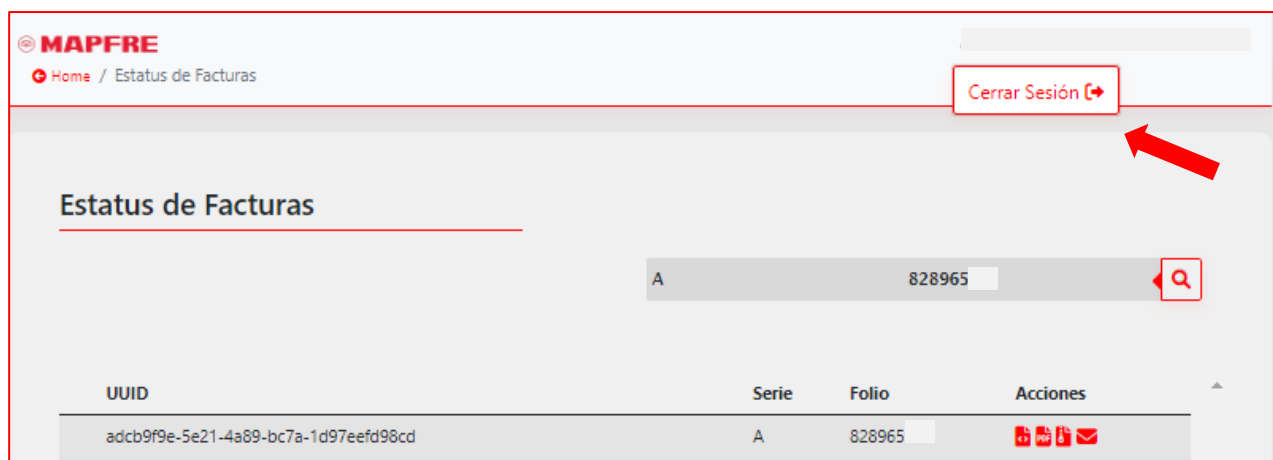 MAPFRE
Home / Estatus de Facturas
Cerrar Sesión
Estatus de Facturas
A 828965
UUID Serie Folio Acciones
adcb9f9e-5e21-4a89-bc7a-1d97eefd98cd A 828965 PDF